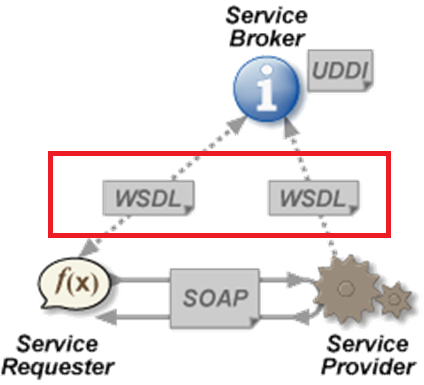 Service
Broker
UDDI
i
WSDL
WSDL
f(x)
SOAP
Service
Requester
Service
Provider